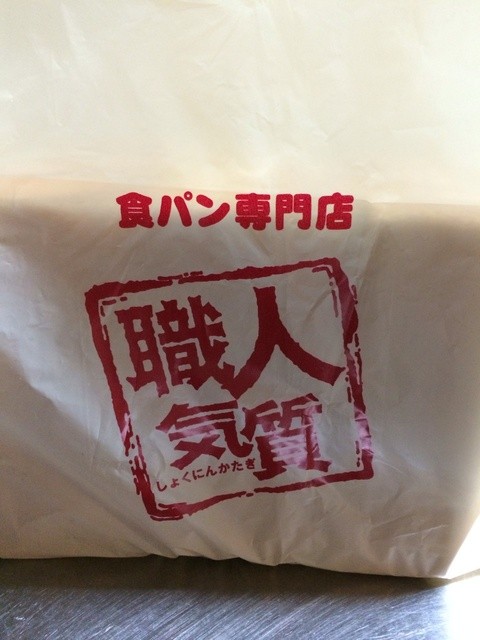 食パン専門店
職人
気質
しょくにんかたぎ